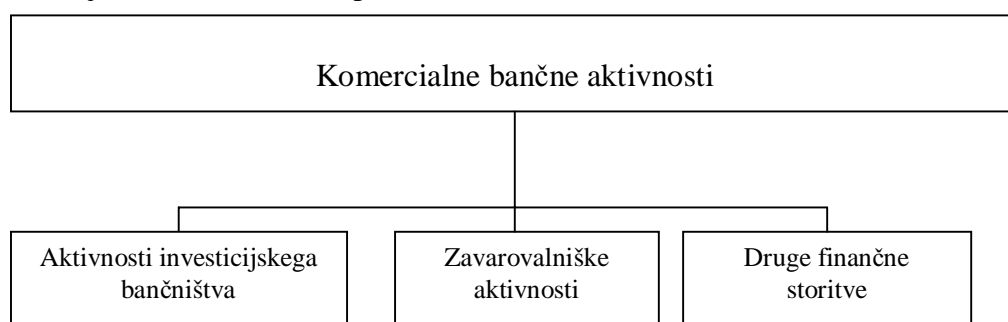 Komercialne bančne aktivnosti
Aktivnosti investicijskega
bančništva
Zavarovalniške
aktivnosti
Druge finančne
storitve